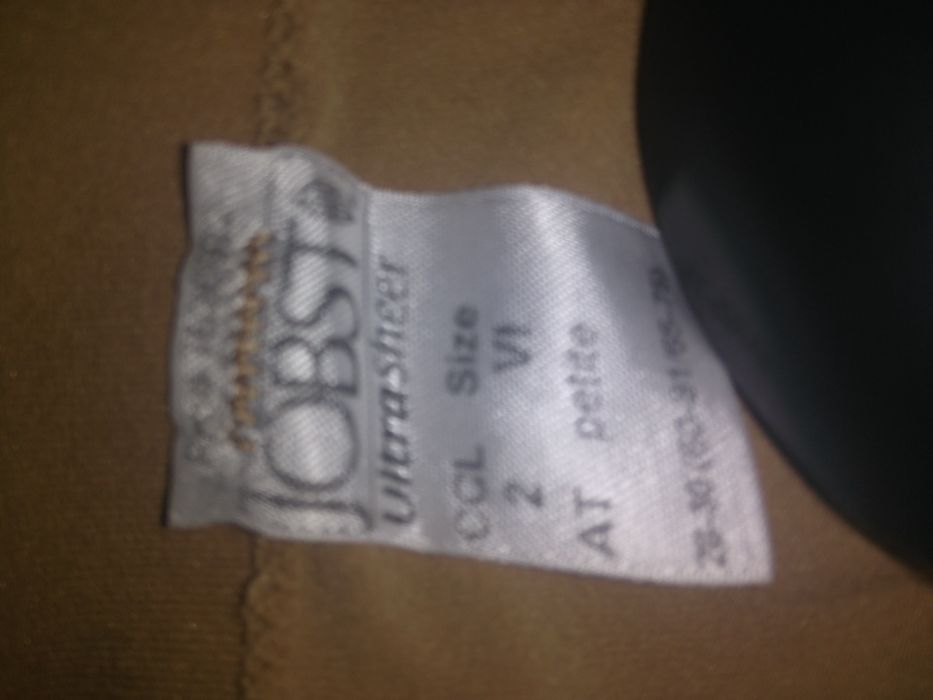 JOBST
ultrasheer
CCL Size
2 VI
AT petite